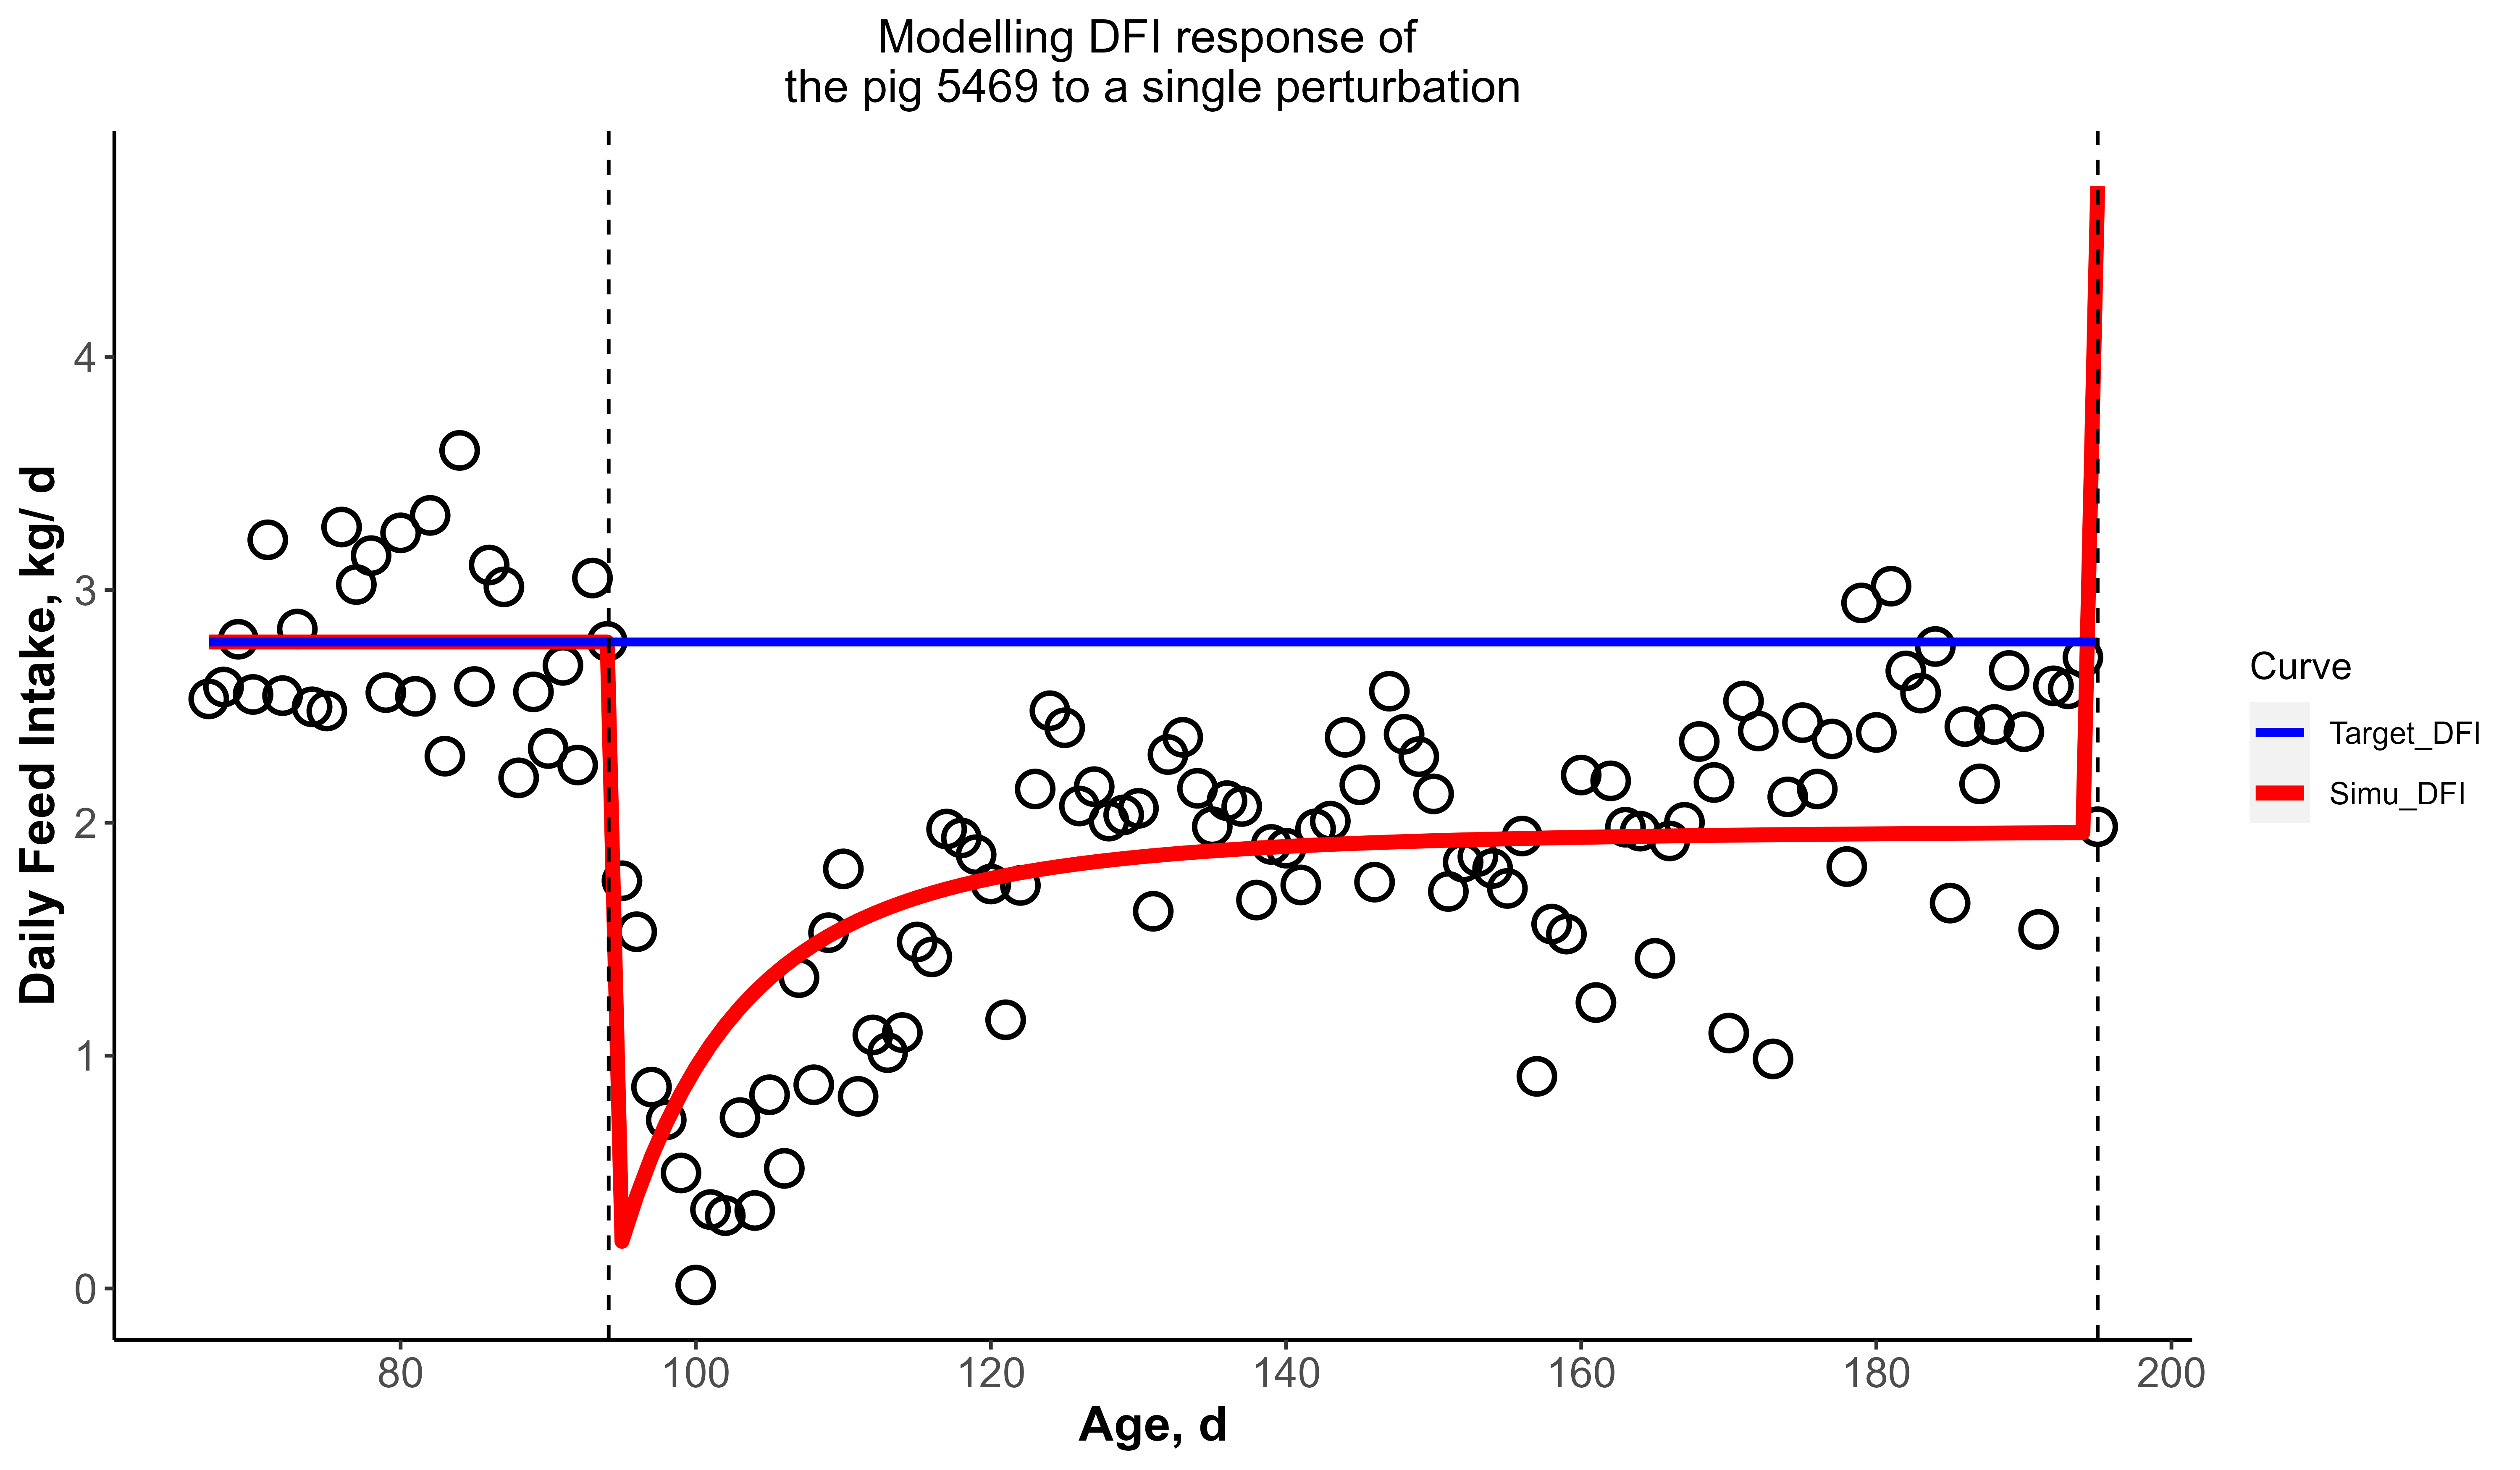 Modelling DFI response of
the pig 5469 to a single perturbation
Daily Feed Intake, kg/ d
4
3
2
1
0
80 100 120 140 160 180 200
Age, d
Curve
Target_DFI
Simu_DFI